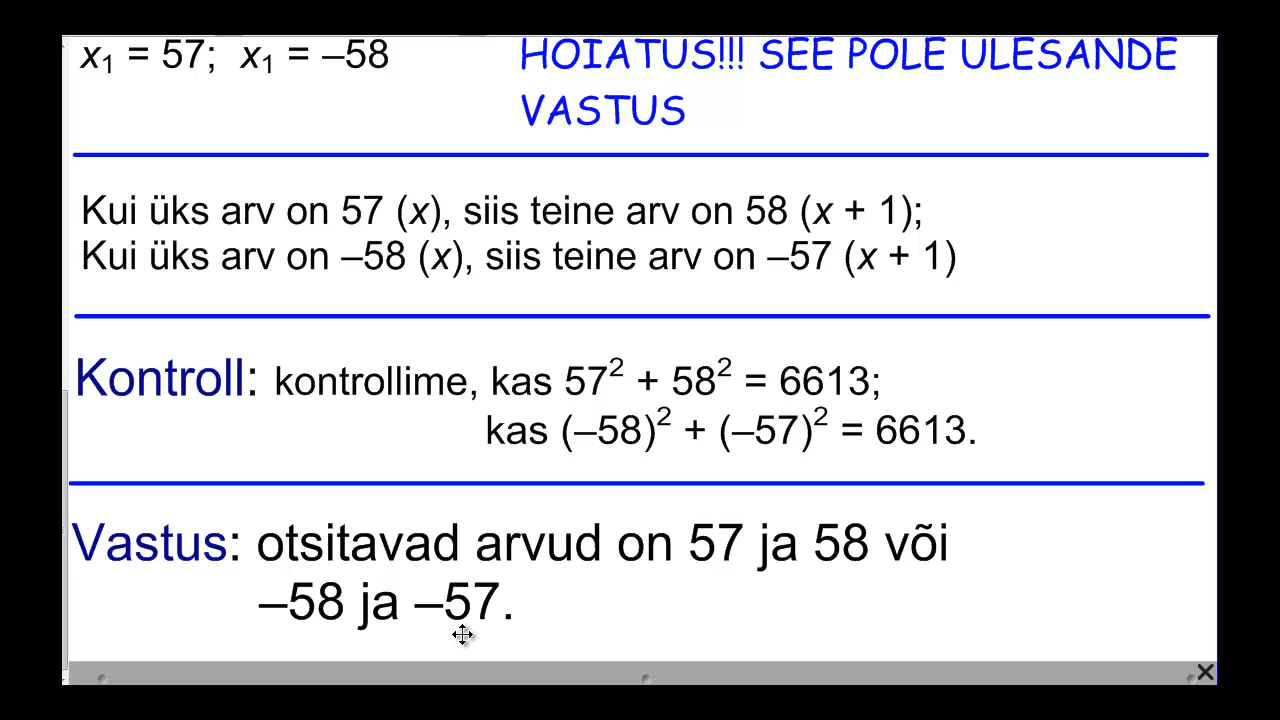 x₁ = 57; x₁ = –58
HOIATUS!!! SEE POLE ULESANDE
VASTUS
Kui üks arv on 57 (x), siis teine arv on 58 (x + 1);
Kui üks arv on –58 (x), siis teine arv on –57 (x + 1)
Kontroll: kontrollime, kas 57² + 58² = 6613;
kas (–58)² + (–57)² = 6613.
Vastus: otsitavad arvud on 57 ja 58 või
–58 ja –57.